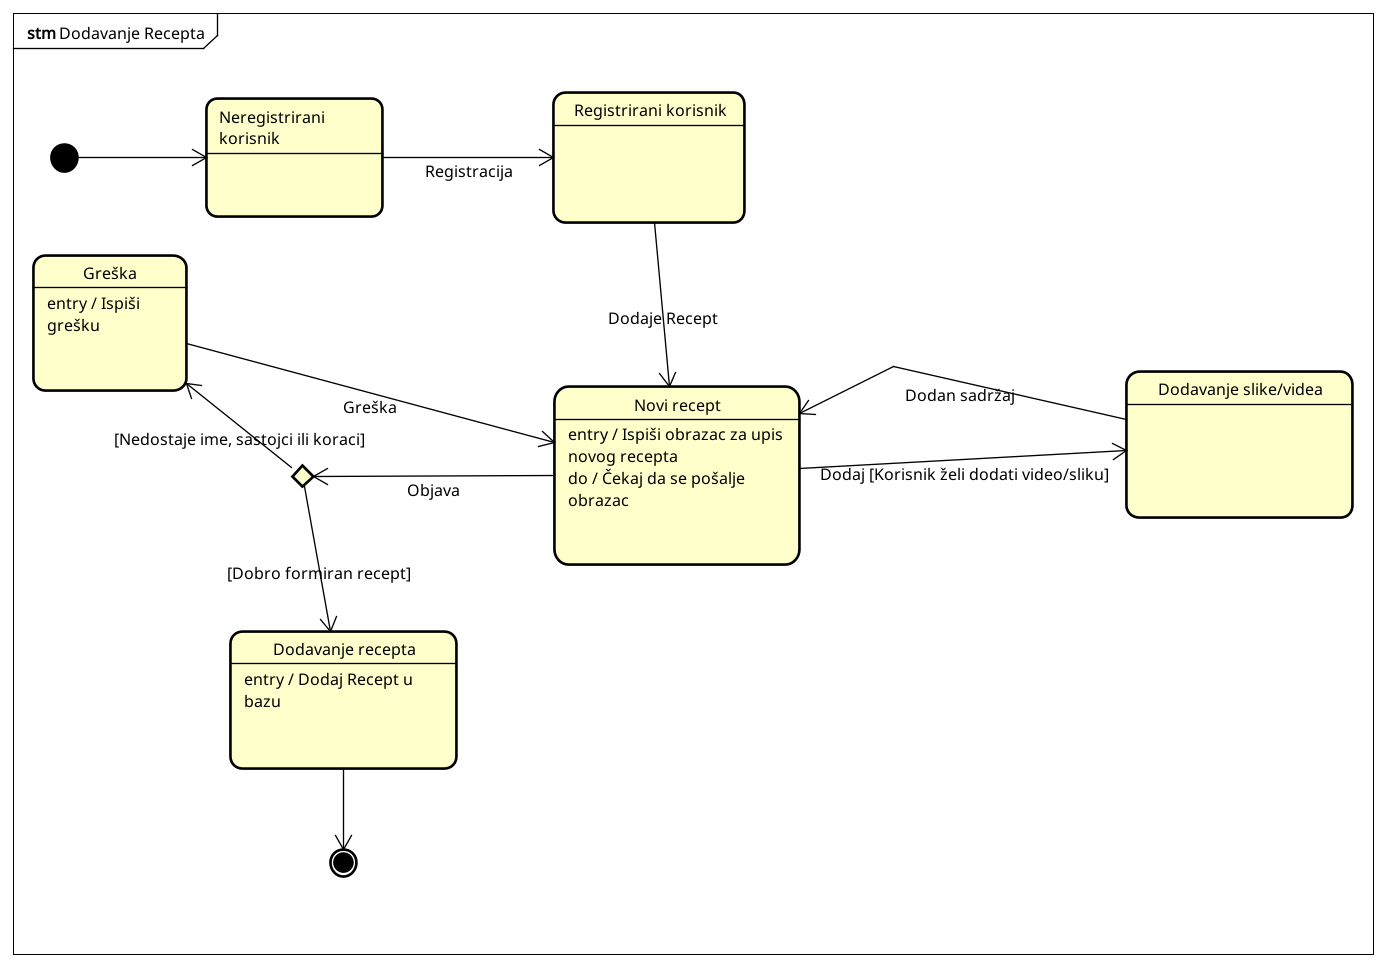 stm Dodavanje Recepta
Neregistrirani
korisnik
Registracija
Registrirani korisnik
Dodaje Recept
Greška
entry / Ispiši
grešku
Greška
[Nedostaje ime, sastojci ili koraci]
Objava
Novi recept
entry / Ispiši obrazac za upis
novog recepta
do / Čekaj da se pošalje
obrazac
Dodan sadržaj
Dodaj [Korisnik želi dodati video/sliku]
Dodavanje slike/videa
[Dobro formiran recept]
Dodavanje recepta
entry / Dodaj Recept u
bazu